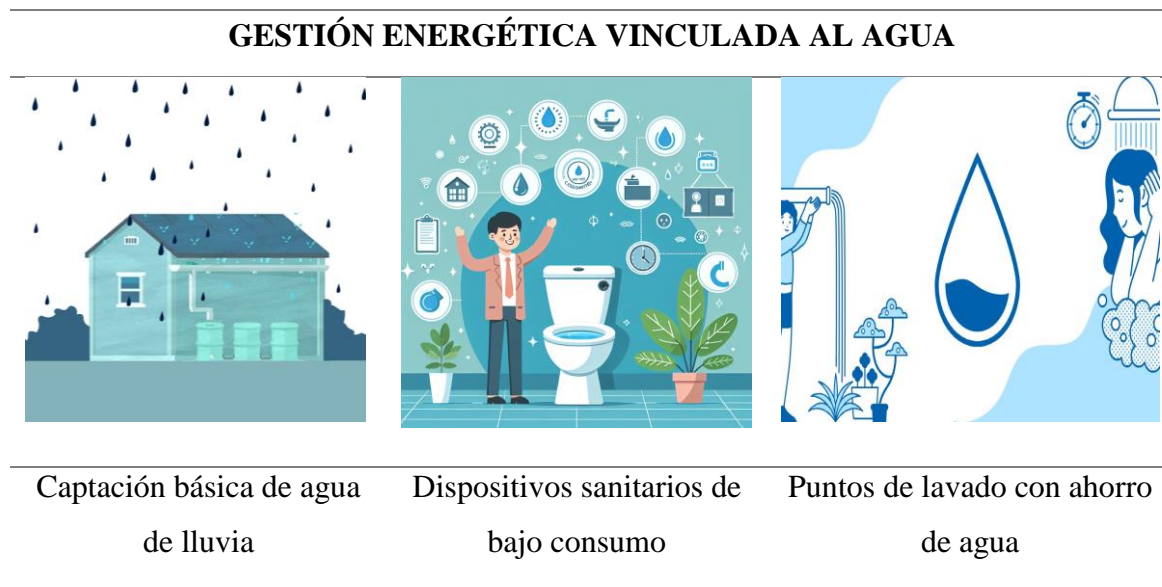 GESTIÓN ENERGÉTICA VINCULADA AL AGUA
Captación básica de agua
de lluvia
Dispositivos sanitarios de
bajo consumo
Puntos de lavado con ahorro
de agua